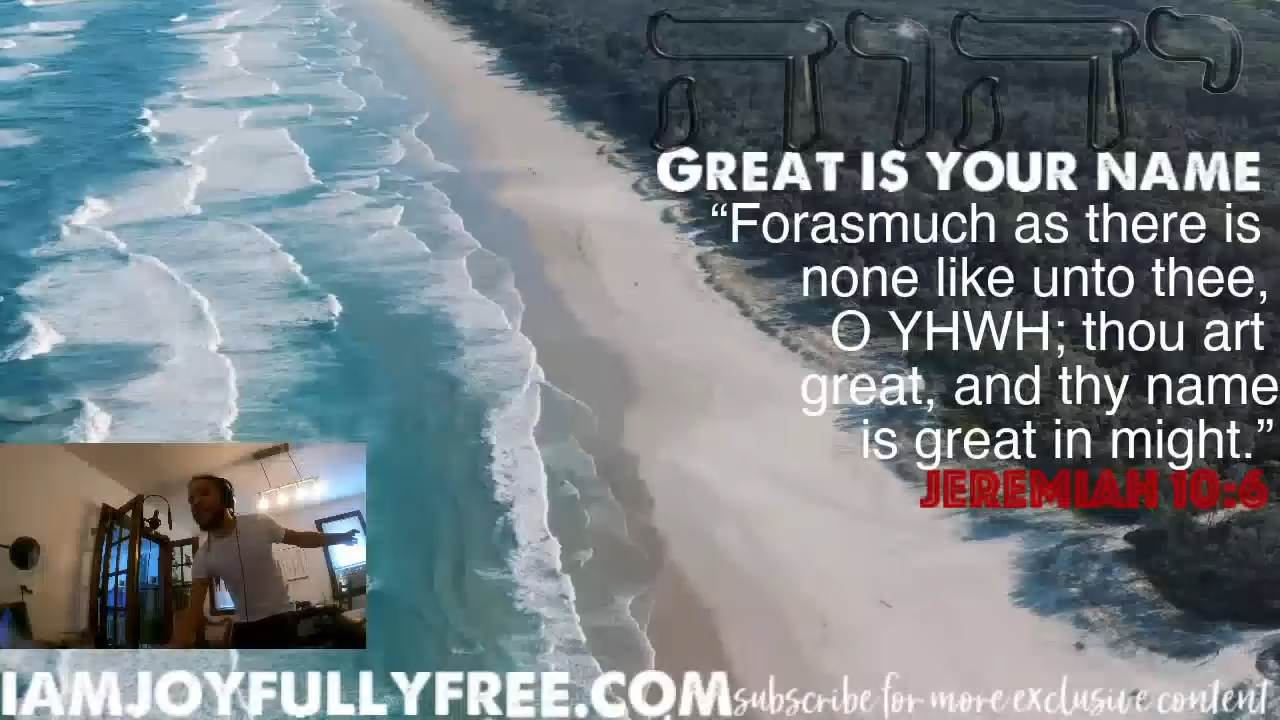 יהוה
GREAT IS YOUR NAME
“Forasmuch as there is
none like unto thee,
O YHWH; thou art
great, and thy name
is great in might.”
JEREMIAH 10:6
IAMJOYFULLYFREE.COM
subscribe for more exclusive content